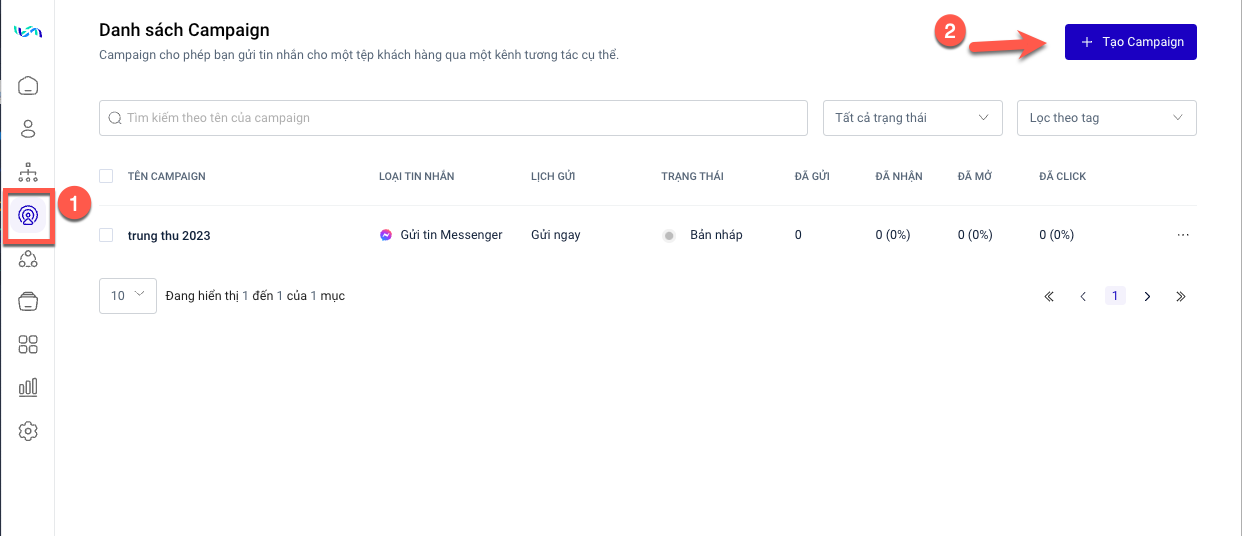 Danh sách Campaign
Campaign cho phép bạn gửi tin nhắn cho một tệp khách hàng qua một kênh tương tác cụ thể.
2
Tạo Campaign
Tìm kiếm theo tên của campaign
Tất cả trạng thái
Lọc theo tag
TÊN CAMPAIGN LOẠI TIN NHẮN LỊCH GỬI TRẠNG THÁI ĐÃ GỬI ĐÃ NHẬN ĐÃ MỞ ĐÃ CLICK
1
trung thu 2023 Gửi tin Messenger Gửi ngay Bản nháp 0 0 (0%) 0 (0%) 0 (0%) ...
10 Đang hiển thị 1 đến 1 của 1 mục « ‹ 1 › »